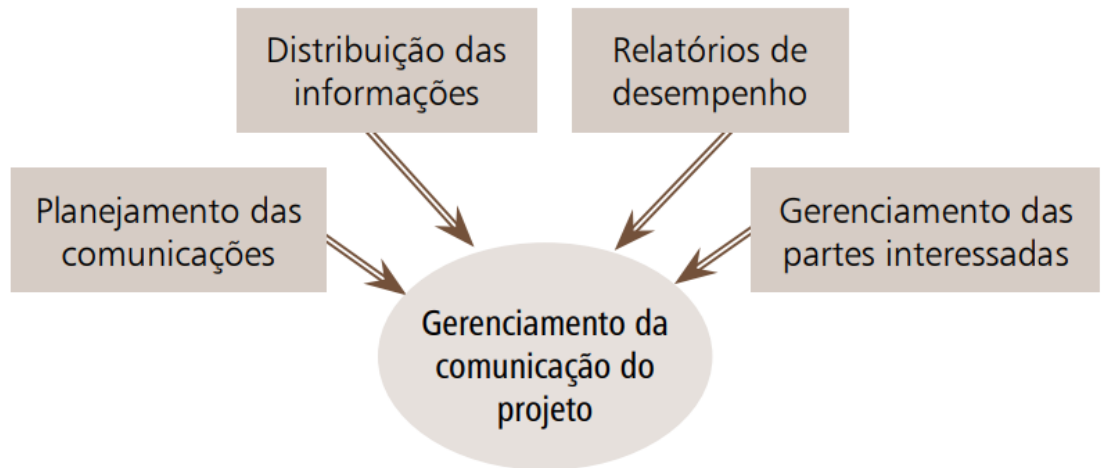 Distribuição das
informações
Relatórios de
desempenho
Planejamento das
comunicações
Gerenciamento das
partes interessadas
Gerenciamento da
comunicação do
projeto